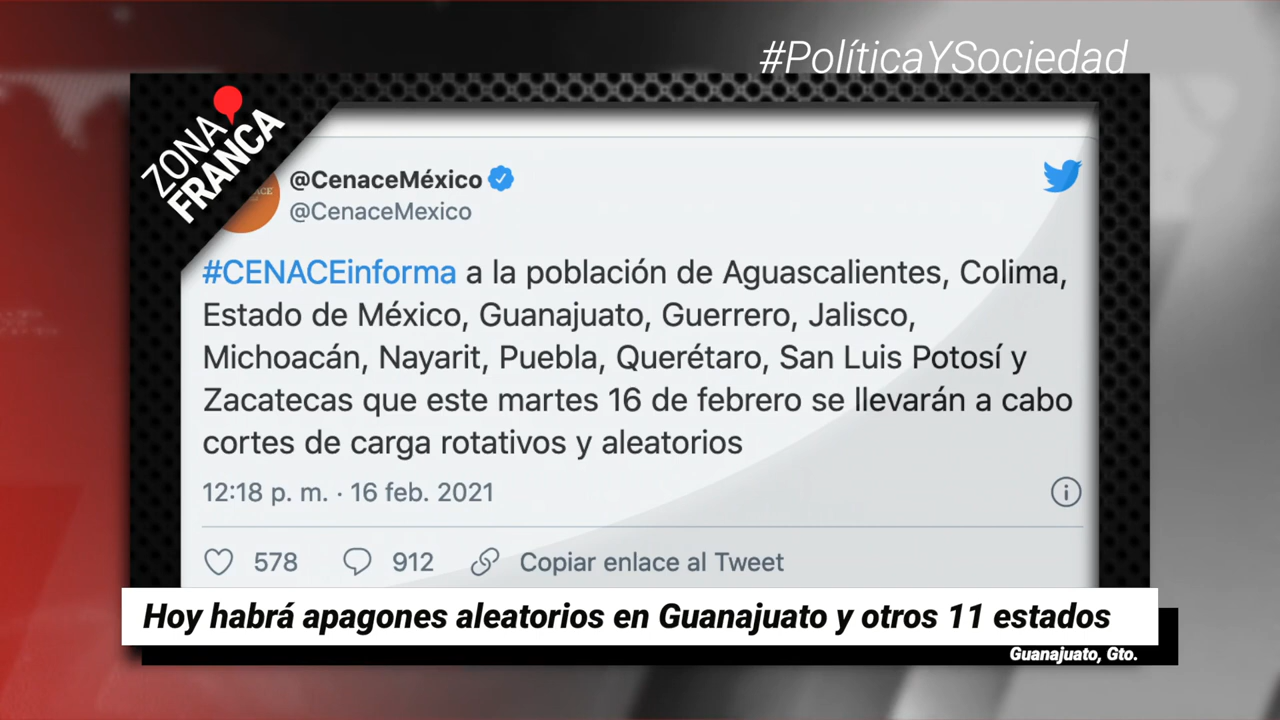 #PolíticaYSociedad
ZONA
FRANCA
@CenaceMéxico
@CenaceMexico
#CENACEinforma a la población de Aguascalientes, Colima,
Estado de México, Guanajuato, Guerrero, Jalisco,
Michoacán, Nayarit, Puebla, Querétaro, San Luis Potosí y
Zacatecas que este martes 16 de febrero se llevarán a cabo
cortes de carga rotativos y aleatorios
12:18 p. m. · 16 feb. 2021
578 912 Copiar enlace al Tweet
Hoy habrá apagones aleatorios en Guanajuato y otros 11 estados
Guanajuato, Gto.